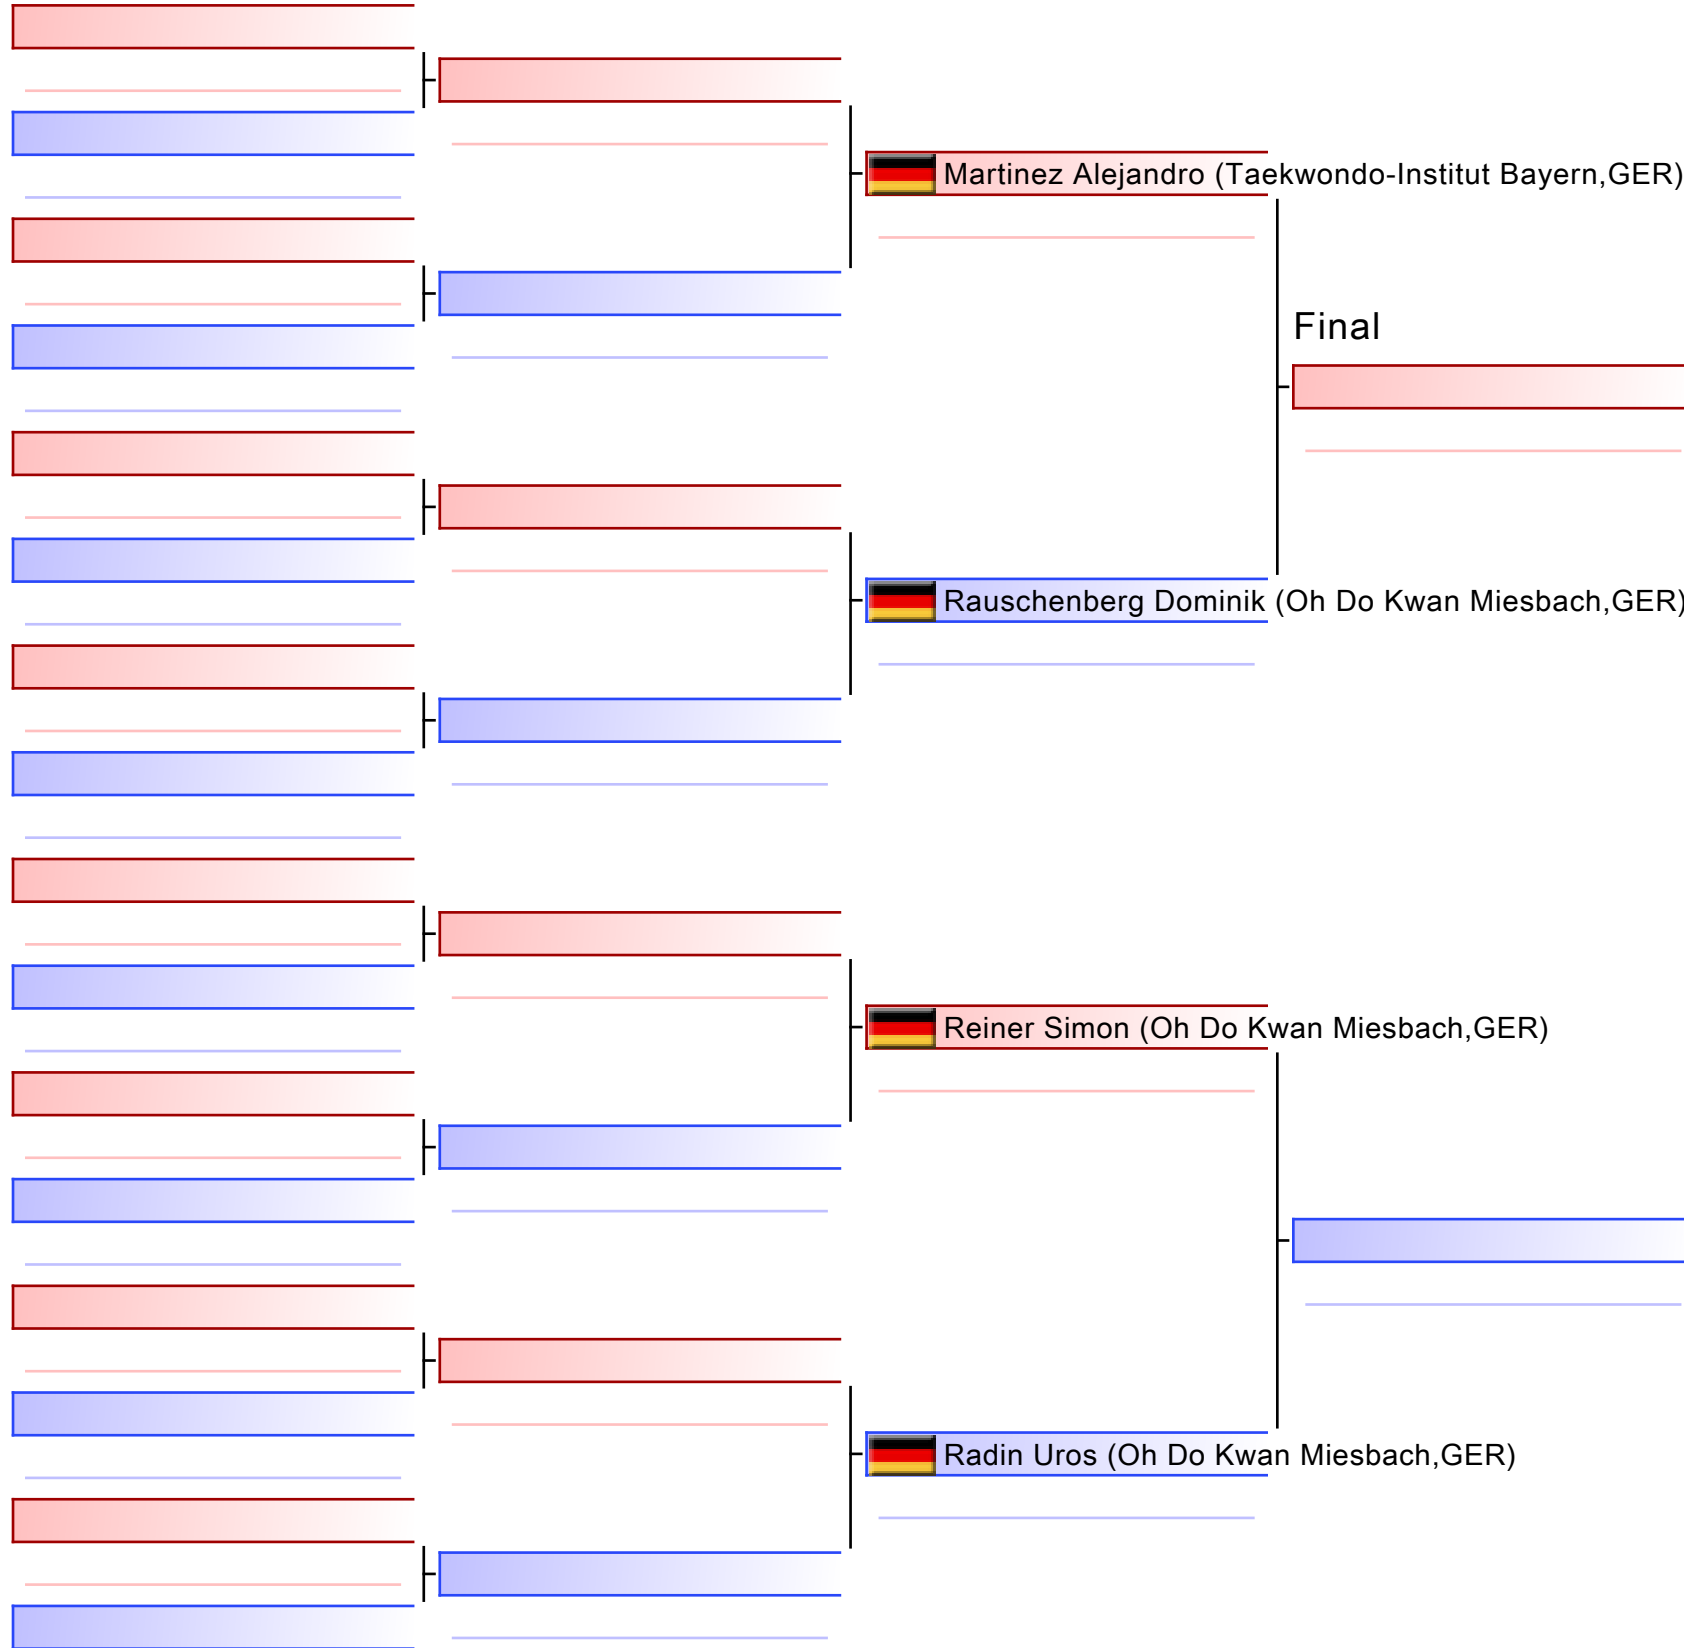 Martinez Alejandro (Taekwondo-Institut Bayern,GER)
Final
Rauschenberg Dominik (Oh Do Kwan Miesbach,GER)
Reiner Simon (Oh Do Kwan Miesbach,GER)
Radin Uros (Oh Do Kwan Miesbach,GER)